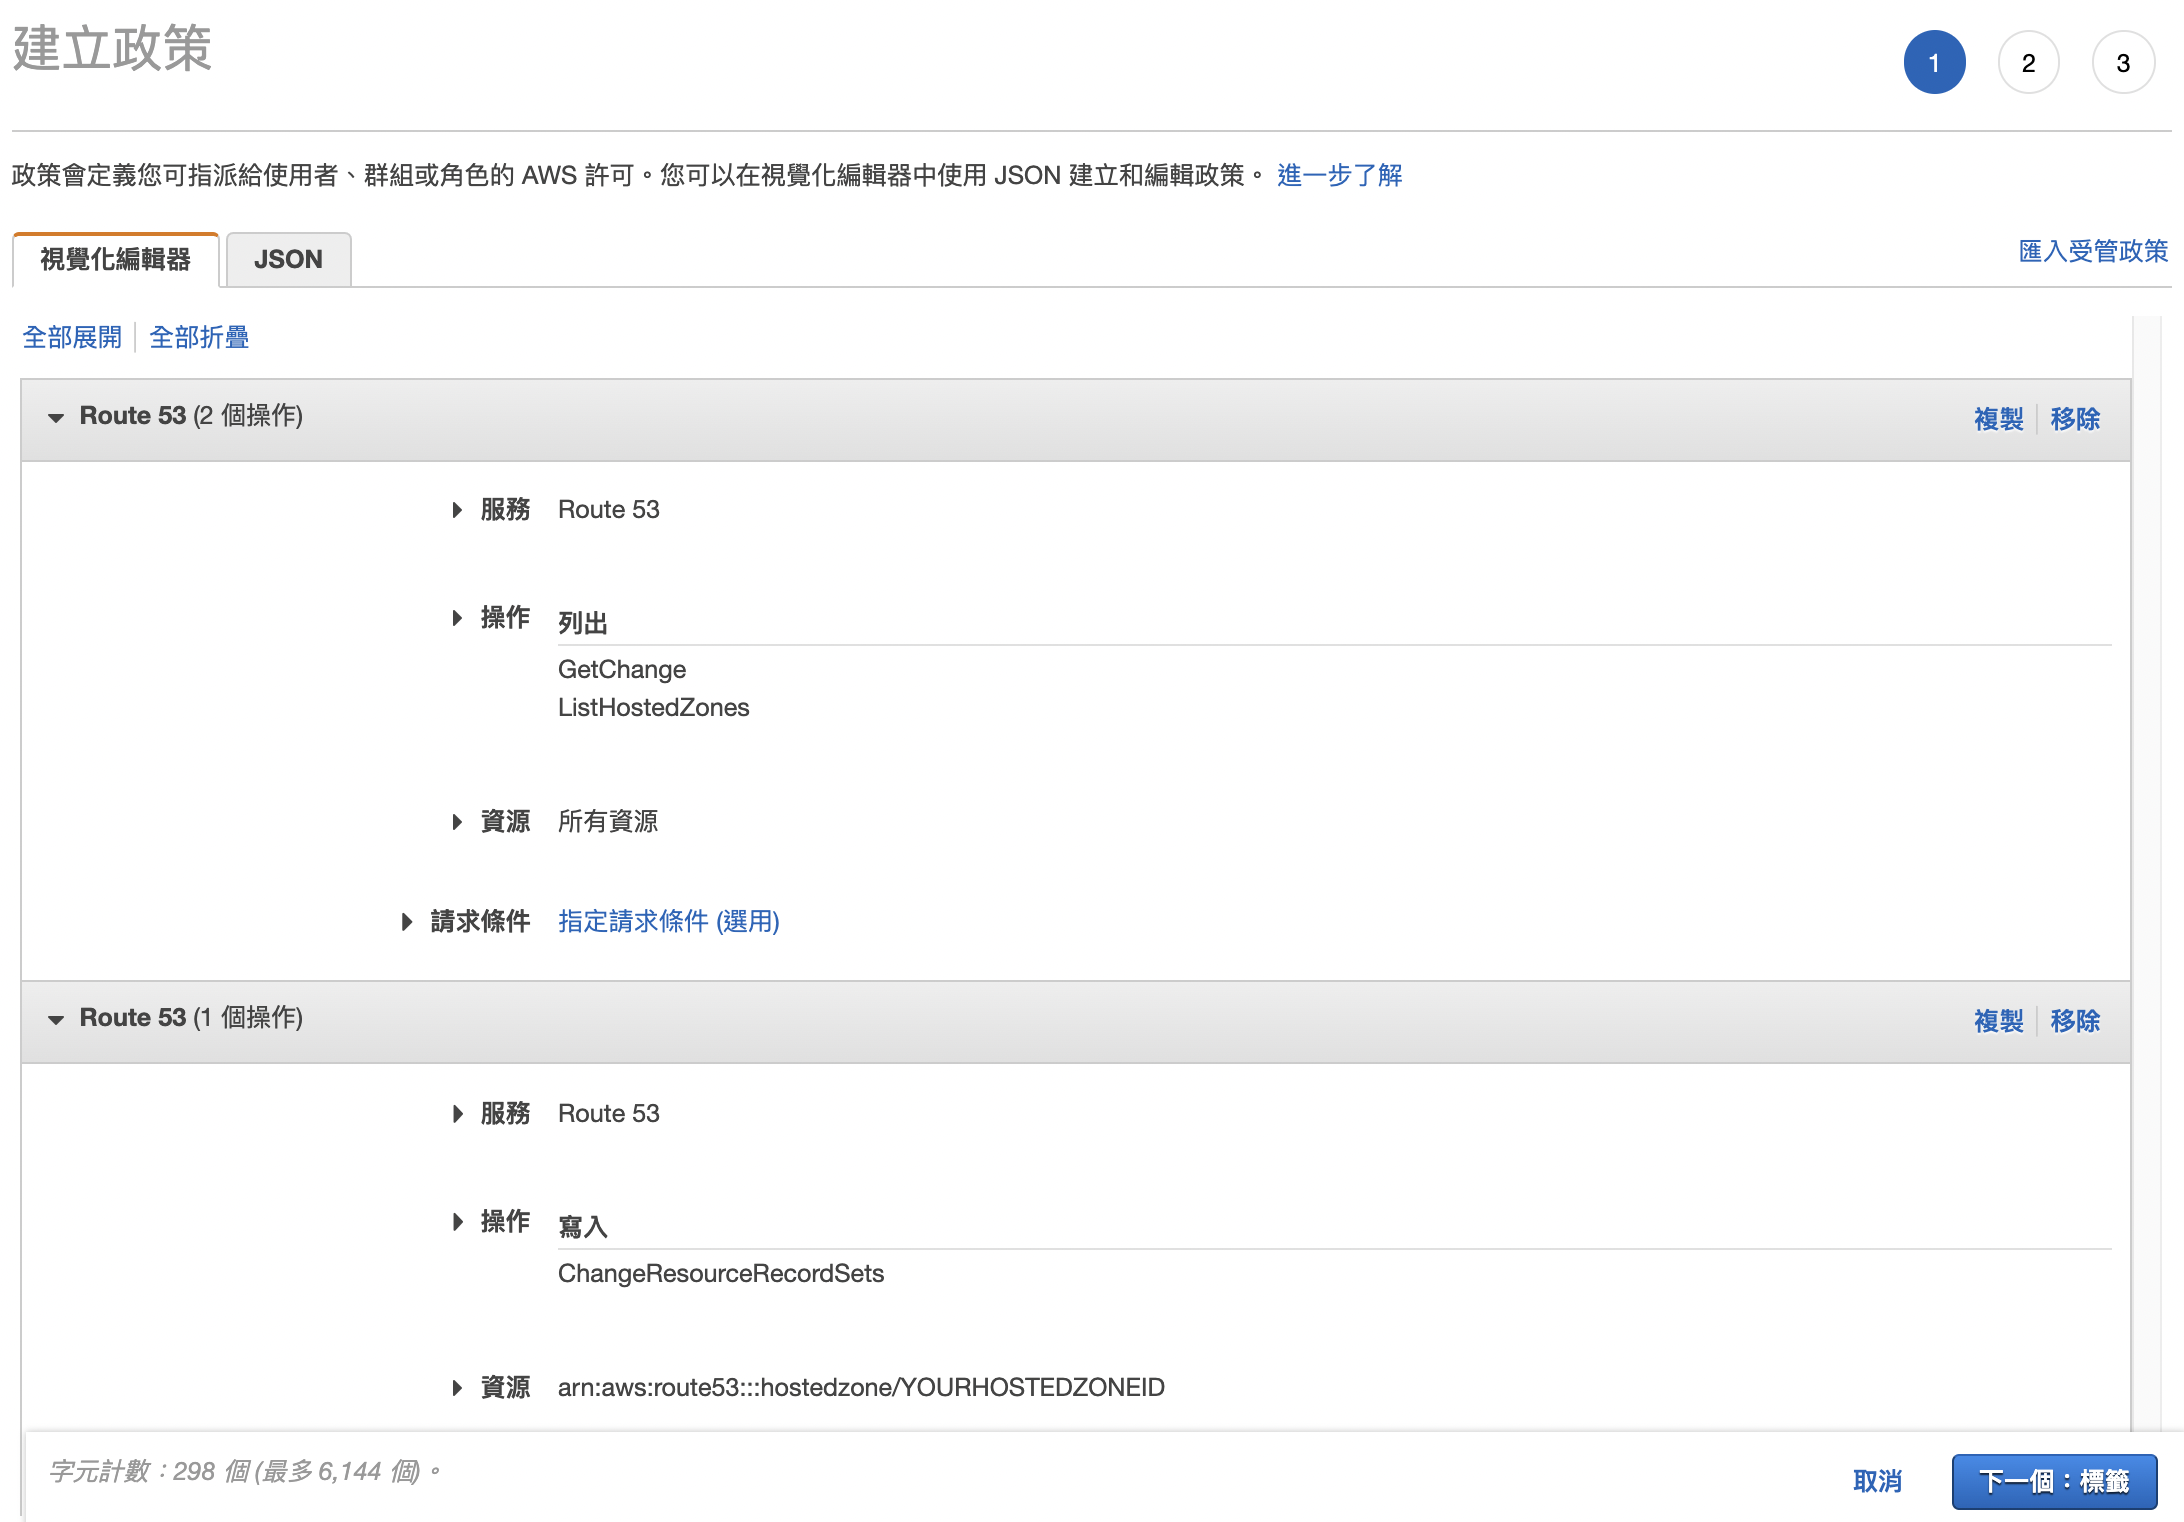 建立政策
1 2 3
政策會定義您可指派給使用者、群組或角色的 AWS 許可。您可以在視覺化編輯器中使用 JSON 建立和編輯政策。 進一步了解
視覺化編輯器 JSON 匯入受管政策
全部展開 全部折疊
Route 53 (2 個操作) 複製 移除
服務 Route 53
操作 列出
GetChange
ListHostedZones
資源 所有資源
請求條件 指定請求條件 (選用)
Route 53 (1 個操作) 複製 移除
服務 Route 53
操作 寫入
ChangeResourceRecordSets
資源 arn:aws:route53:::hostedzone/YOURHOSTEDZONEID
字元計數：298 個 (最多 6,144 個)。 取消 下一個：標籤